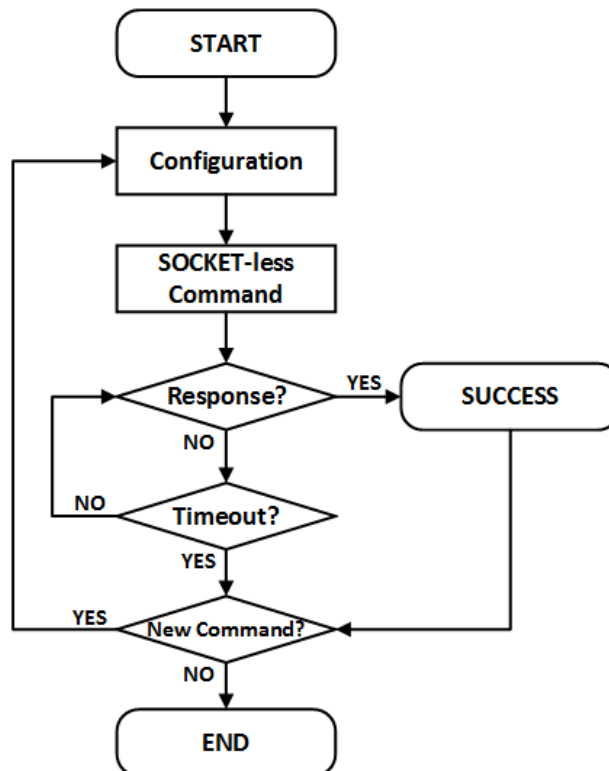 START
Configuration
SOCKET-less
Command
Response?
YES
SUCCESS
NO
Timeout?
NO
YES
New Command?
YES
NO
END